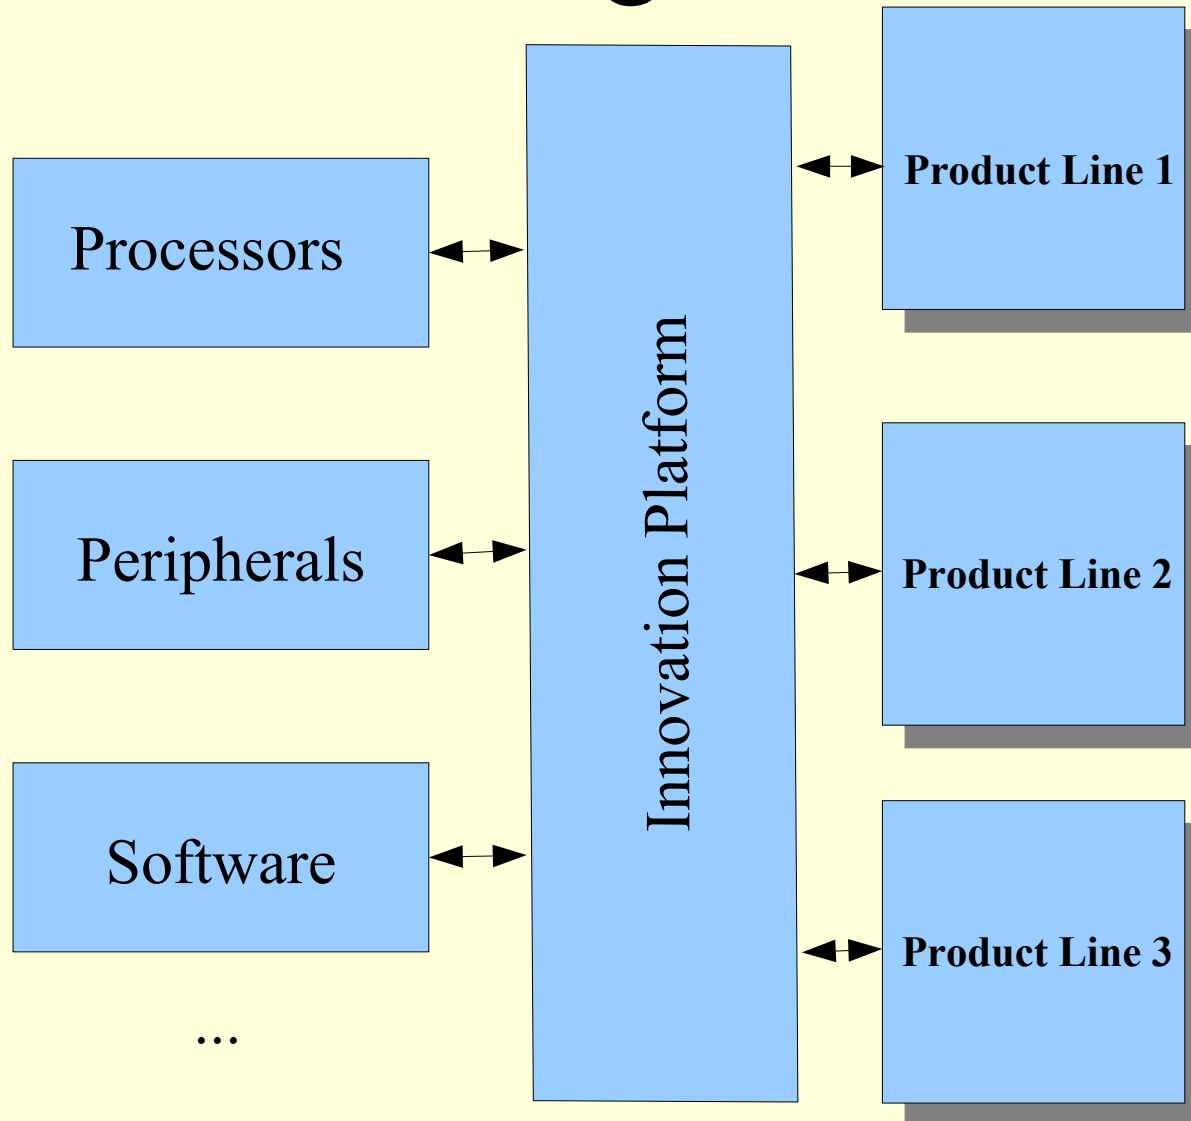 Processors
Peripherals
Software
...
Innovation Platform
Product Line 1
Product Line 2
Product Line 3